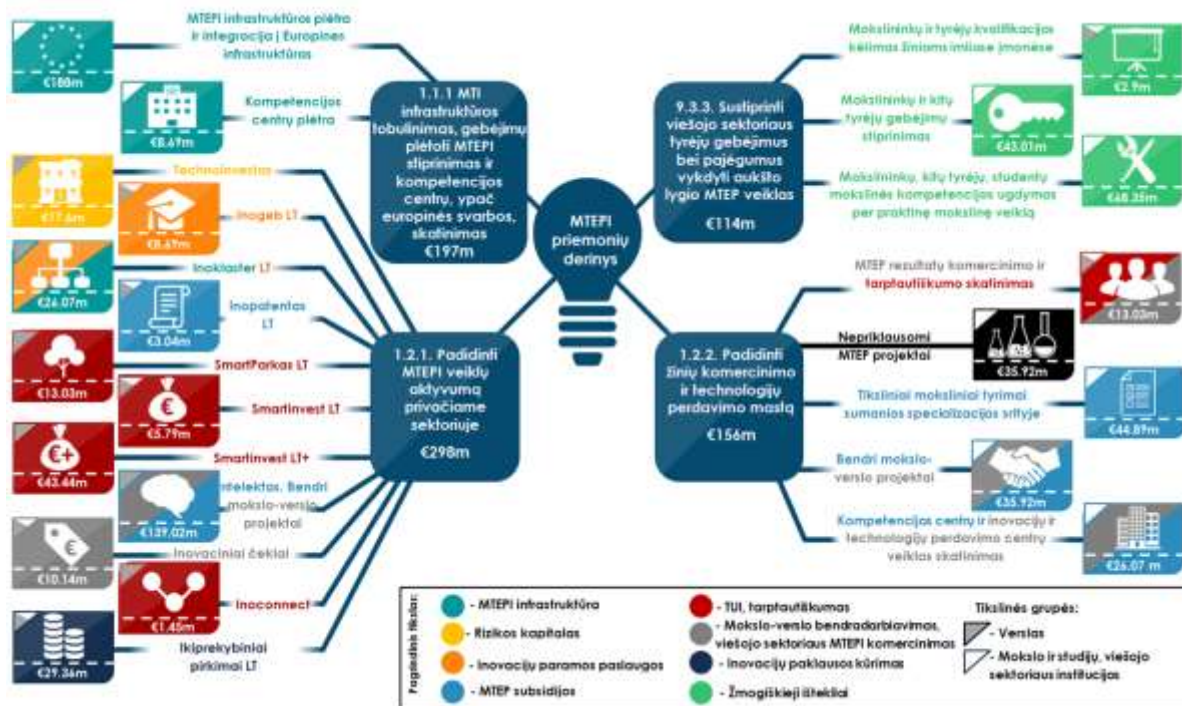 MTEPI infrastruktūros plėtra
ir integracija į Europines
infrastruktūras
€188m
Kompetencijos
centrų plėtra
€8.69m
1.1.1 MTI
infrastruktūros
tobulinimas, gebėjimų
plėtoti MTEPI
stiprinimas ir
kompetencijos
centrų, ypač
europinės svarbos,
skatinimas
€197m
Technoinvestas
Inogeb LT
€8.69m
Inoklaster LT
€26.07m
Inopatentas
LT
€3.04m
SmartParkas LT
€13.03m
Smartinvest LT
€5.79m
Smartinvest LT+
€43.44m
Intelektas. Bendri
mokslo-verslo
projektai
€139.02m
Inovaciniai čekiai
€10.14m
Inoconnect
€1.45m
Ikiprekybiniai
pirkimai LT
€29.36m
1.2.1. Padidinti
MTEPI veiklų
aktyvumą
privačiame
sektoriuje
€298m
MTEPI
priemonių
derinys
9.3.3. Sustiprinti
viešojo sektoriaus
tyrėjų gebėjimus
bei pajėgumus
vykdyti aukšto
lygio MTEP veiklas
€114m
Mokslininkų ir tyrėjų kvalifikacijos
kėlimas žinioms imliose įmonėse
€2.9m
Mokslininkų ir kitų
tyrėjų gebėjimų
stiprinimas
€43.01m
Mokslininkų, kitų tyrėjų, studentų
mokslinės kompetencijos ugdymas
per praktinę mokslinę veiklą
€68.35m
1.2.2. Padidinti
žinių komercinimo
ir technologijų
perdavimo mastą
€156m
MTEP rezultatų komercinimo ir
tarptautiškumo skatinimas
€13.03m
Nepriklausomi
MTEP projektai
€35.92m
Tiksliniai moksliniai tyrimai
sumanios specializacijos srityje
€44.89m
Bendri mokslo-
verslo projektai
€35.92m
Kompetencijos centrų ir inovacijų ir
technologijų perdavimo centrų
veiklos skatinimas
€26.07 m
Pagrindinis tikslas:
- MTEPI infrastruktūra
- Rizikos kapitalas
- Inovacijų paramos paslaugos
- MTEP subsidijos
- TUI, tarptautiškumas
- Mokslo-verslo bendradarbiavimas,
viešojo sektoriaus MTEPI komercinimas
- Inovacijų paklausos kūrimas
- Žmogiškieji ištekliai
Tikslinės grupės:
- Verslas
- Mokslo ir studijų, viešojo
sektoriaus institucijos